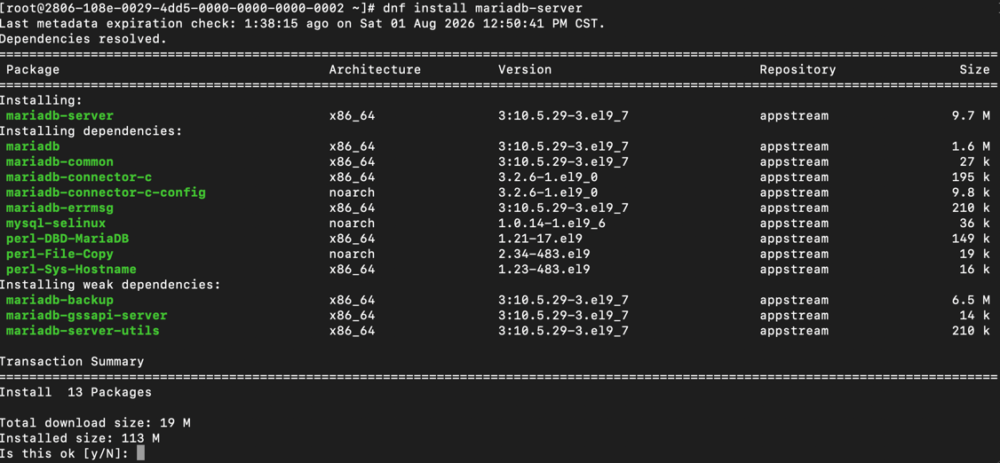 [root@2806-108e-0029-4dd5-0000-0000-0000-0002 ~]# dnf install mariadb-server
Last metadata expiration check: 1:38:15 ago on Sat 01 Aug 2026 12:50:41 PM CST.
Dependencies resolved.
================================================================================
Package Architecture Version Repository Size
================================================================================
Installing:
mariadb-server x86_64 3:10.5.29-3.el9_7 appstream 9.7 M
Installing dependencies:
mariadb x86_64 3:10.5.29-3.el9_7 appstream 1.6 M
mariadb-common x86_64 3:10.5.29-3.el9_7 appstream 27 k
mariadb-connector-c x86_64 3.2.6-1.el9_0 appstream 195 k
mariadb-connector-c-config noarch 3.2.6-1.el9_0 appstream 9.8 k
mariadb-errmsg x86_64 3:10.5.29-3.el9_7 appstream 210 k
mysql-selinux noarch 1.0.14-1.el9_6 appstream 36 k
perl-DBD-MariaDB x86_64 1.21-17.el9 appstream 149 k
perl-File-Copy noarch 2.34-483.el9 appstream 19 k
perl-Sys-Hostname x86_64 1.23-483.el9 appstream 16 k
Installing weak dependencies:
mariadb-backup x86_64 3:10.5.29-3.el9_7 appstream 6.5 M
mariadb-gssapi-server x86_64 3:10.5.29-3.el9_7 appstream 14 k
mariadb-server-utils x86_64 3:10.5.29-3.el9_7 appstream 210 k
Transaction Summary
================================================================================
Install 13 Packages
Total download size: 19 M
Installed size: 113 M
Is this ok [y/N]: